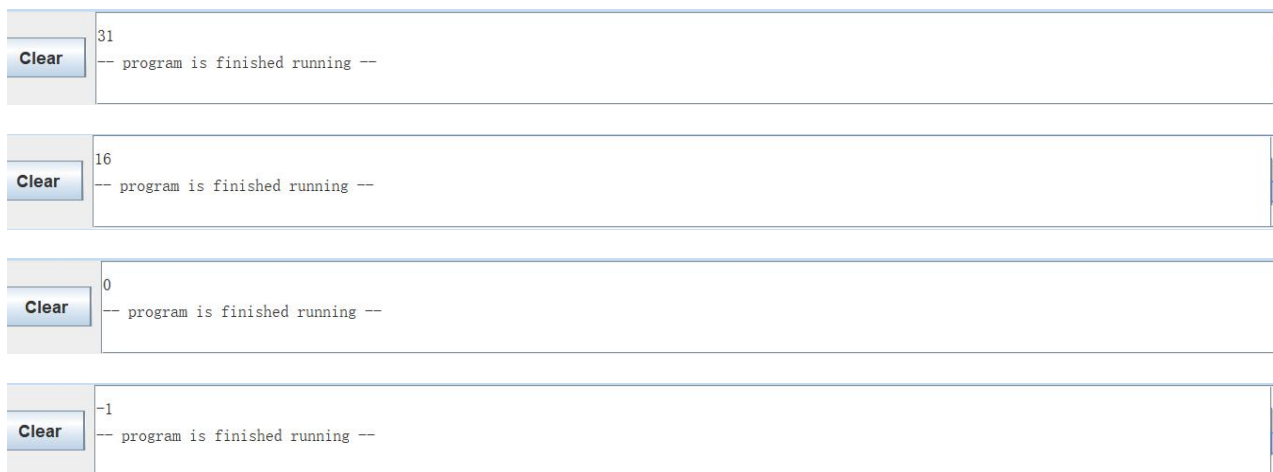 31
Clear
-- program is finished running --
16
Clear
-- program is finished running --
0
Clear
-- program is finished running --
-1
Clear
-- program is finished running --